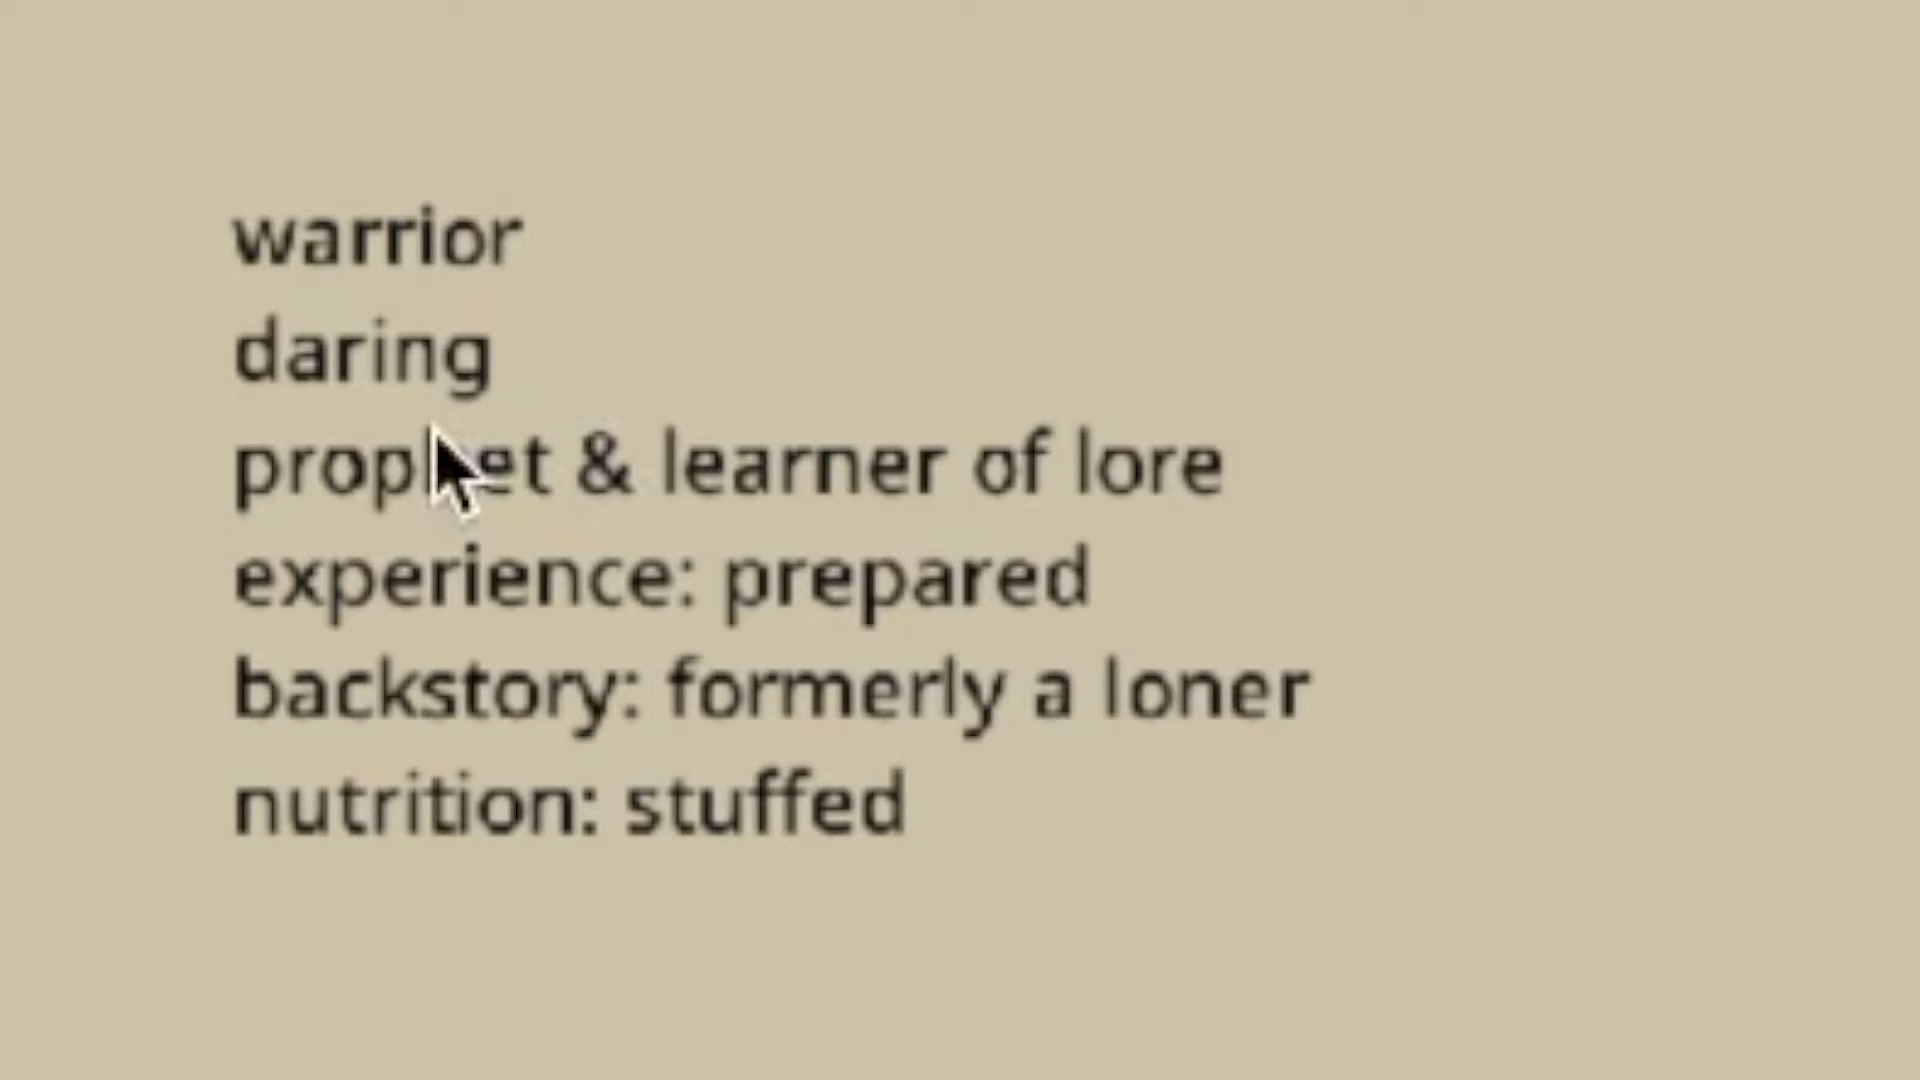 warrior
daring
prophet & learner of lore
experience: prepared
backstory: formerly a loner
nutrition: stuffed